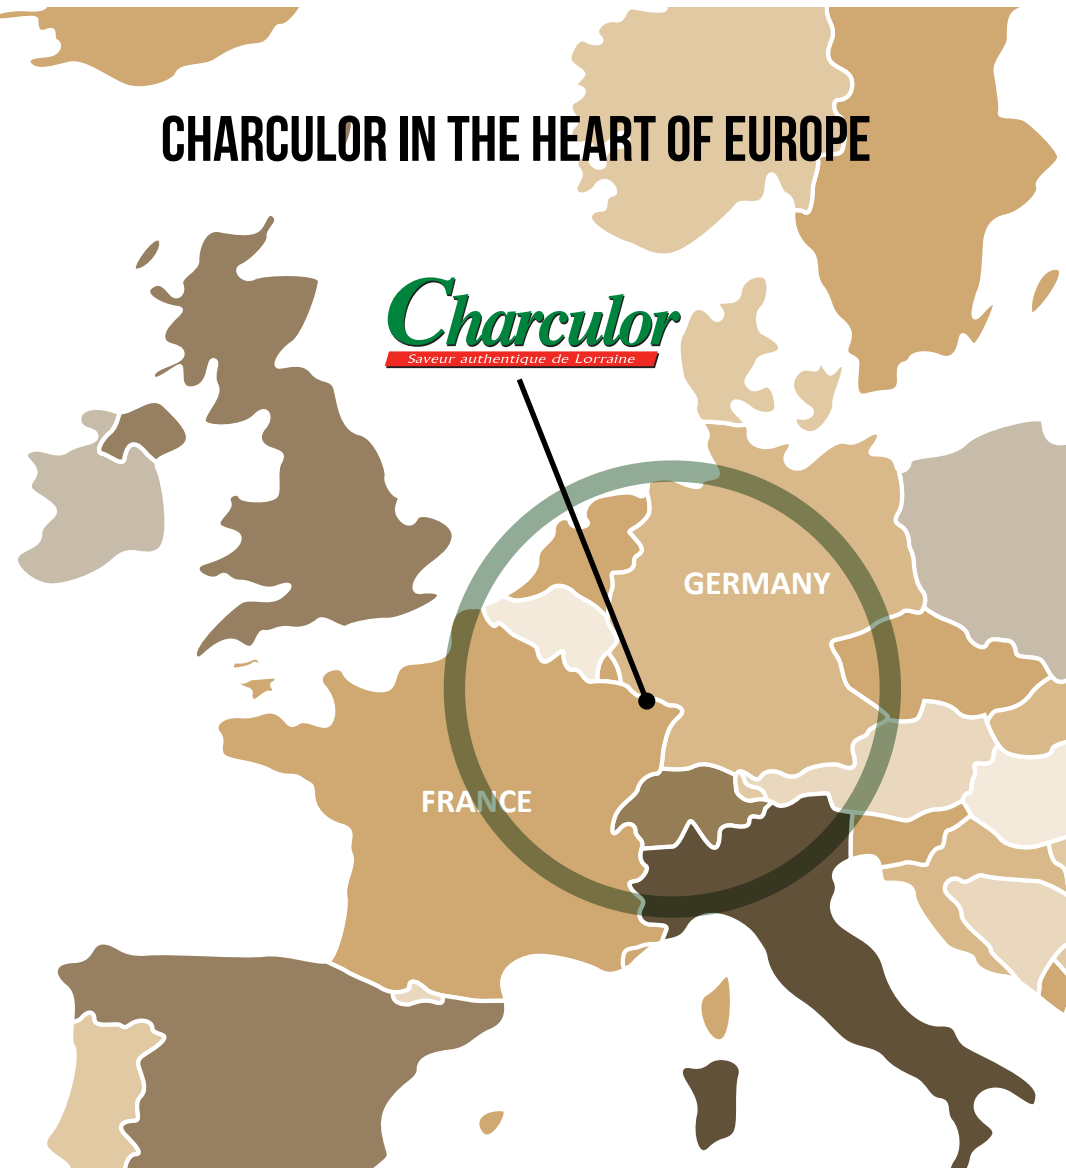 CHARCULOR IN THE HEART OF EUROPE
Charculor
Saveur authentique de Lorraine
GERMANY
FRANCE